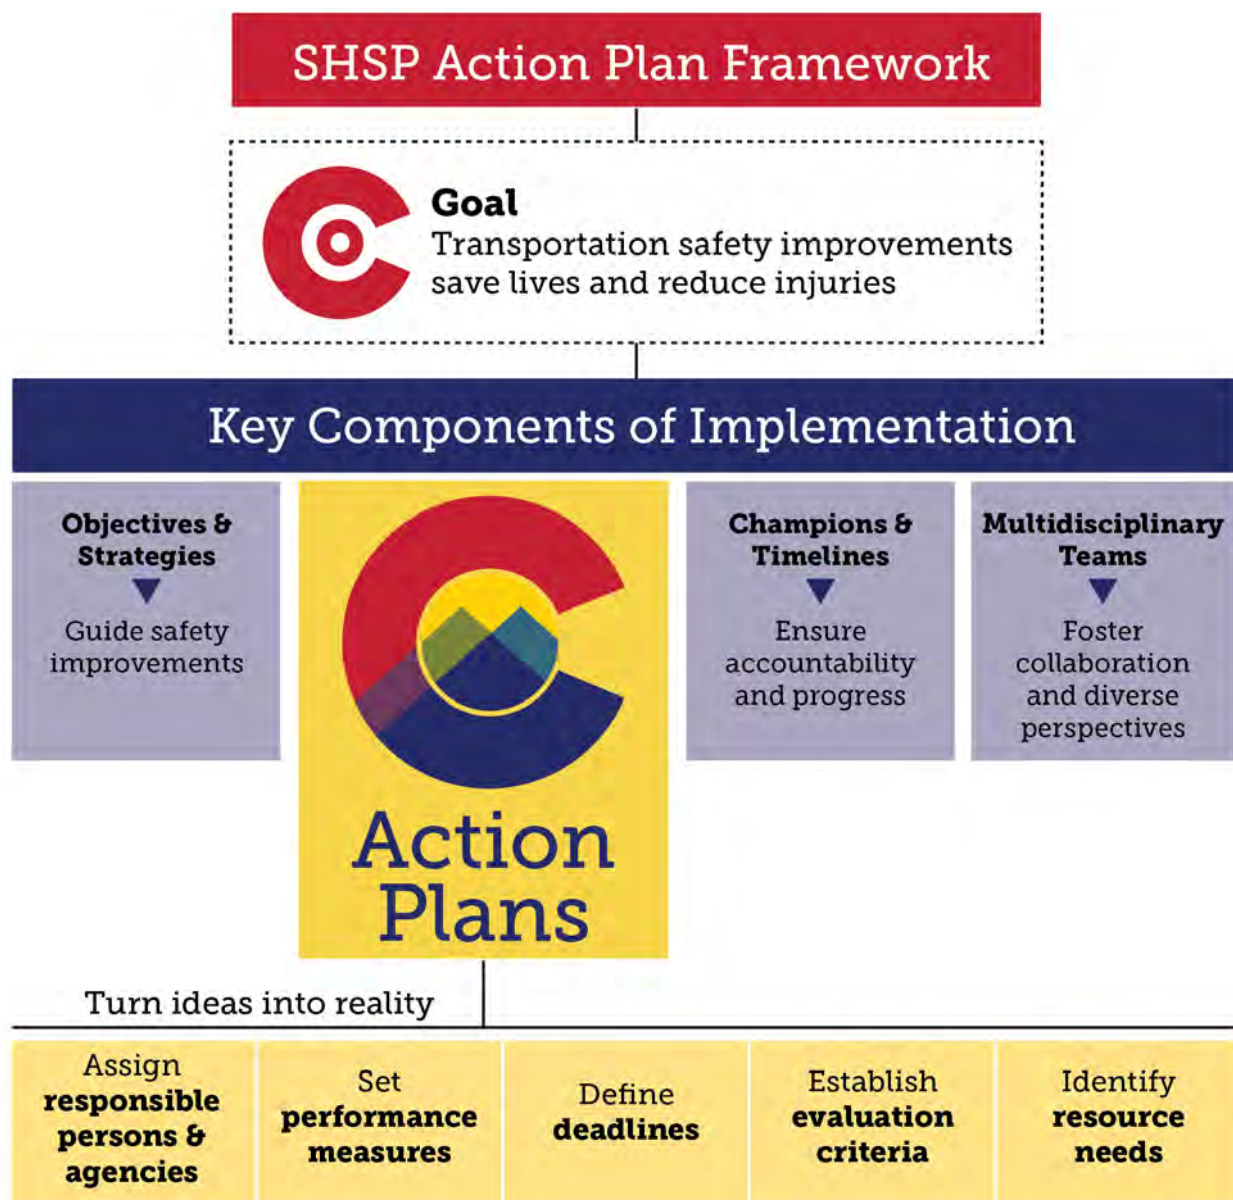 SHSP Action Plan Framework
Goal
Transportation safety improvements
save lives and reduce injuries
Key Components of Implementation
Objectives &
Strategies
Guide safety
improvements
Action
Plans
Champions &
Timelines
Ensure
accountability
and progress
Multidisciplinary
Teams
Foster
collaboration
and diverse
perspectives
Turn ideas into reality
Assign
responsible
persons &
agencies
Set
performance
measures
Define
deadlines
Establish
evaluation
criteria
Identify
resource
needs